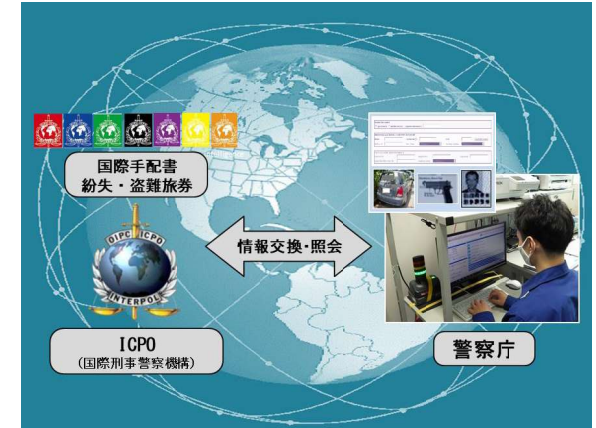 国際手配書
紛失・盗難旅券
情報交換・照会
OIPC ICPO
INTERPOL
ICPO
(国際刑事警察機構)
警察庁